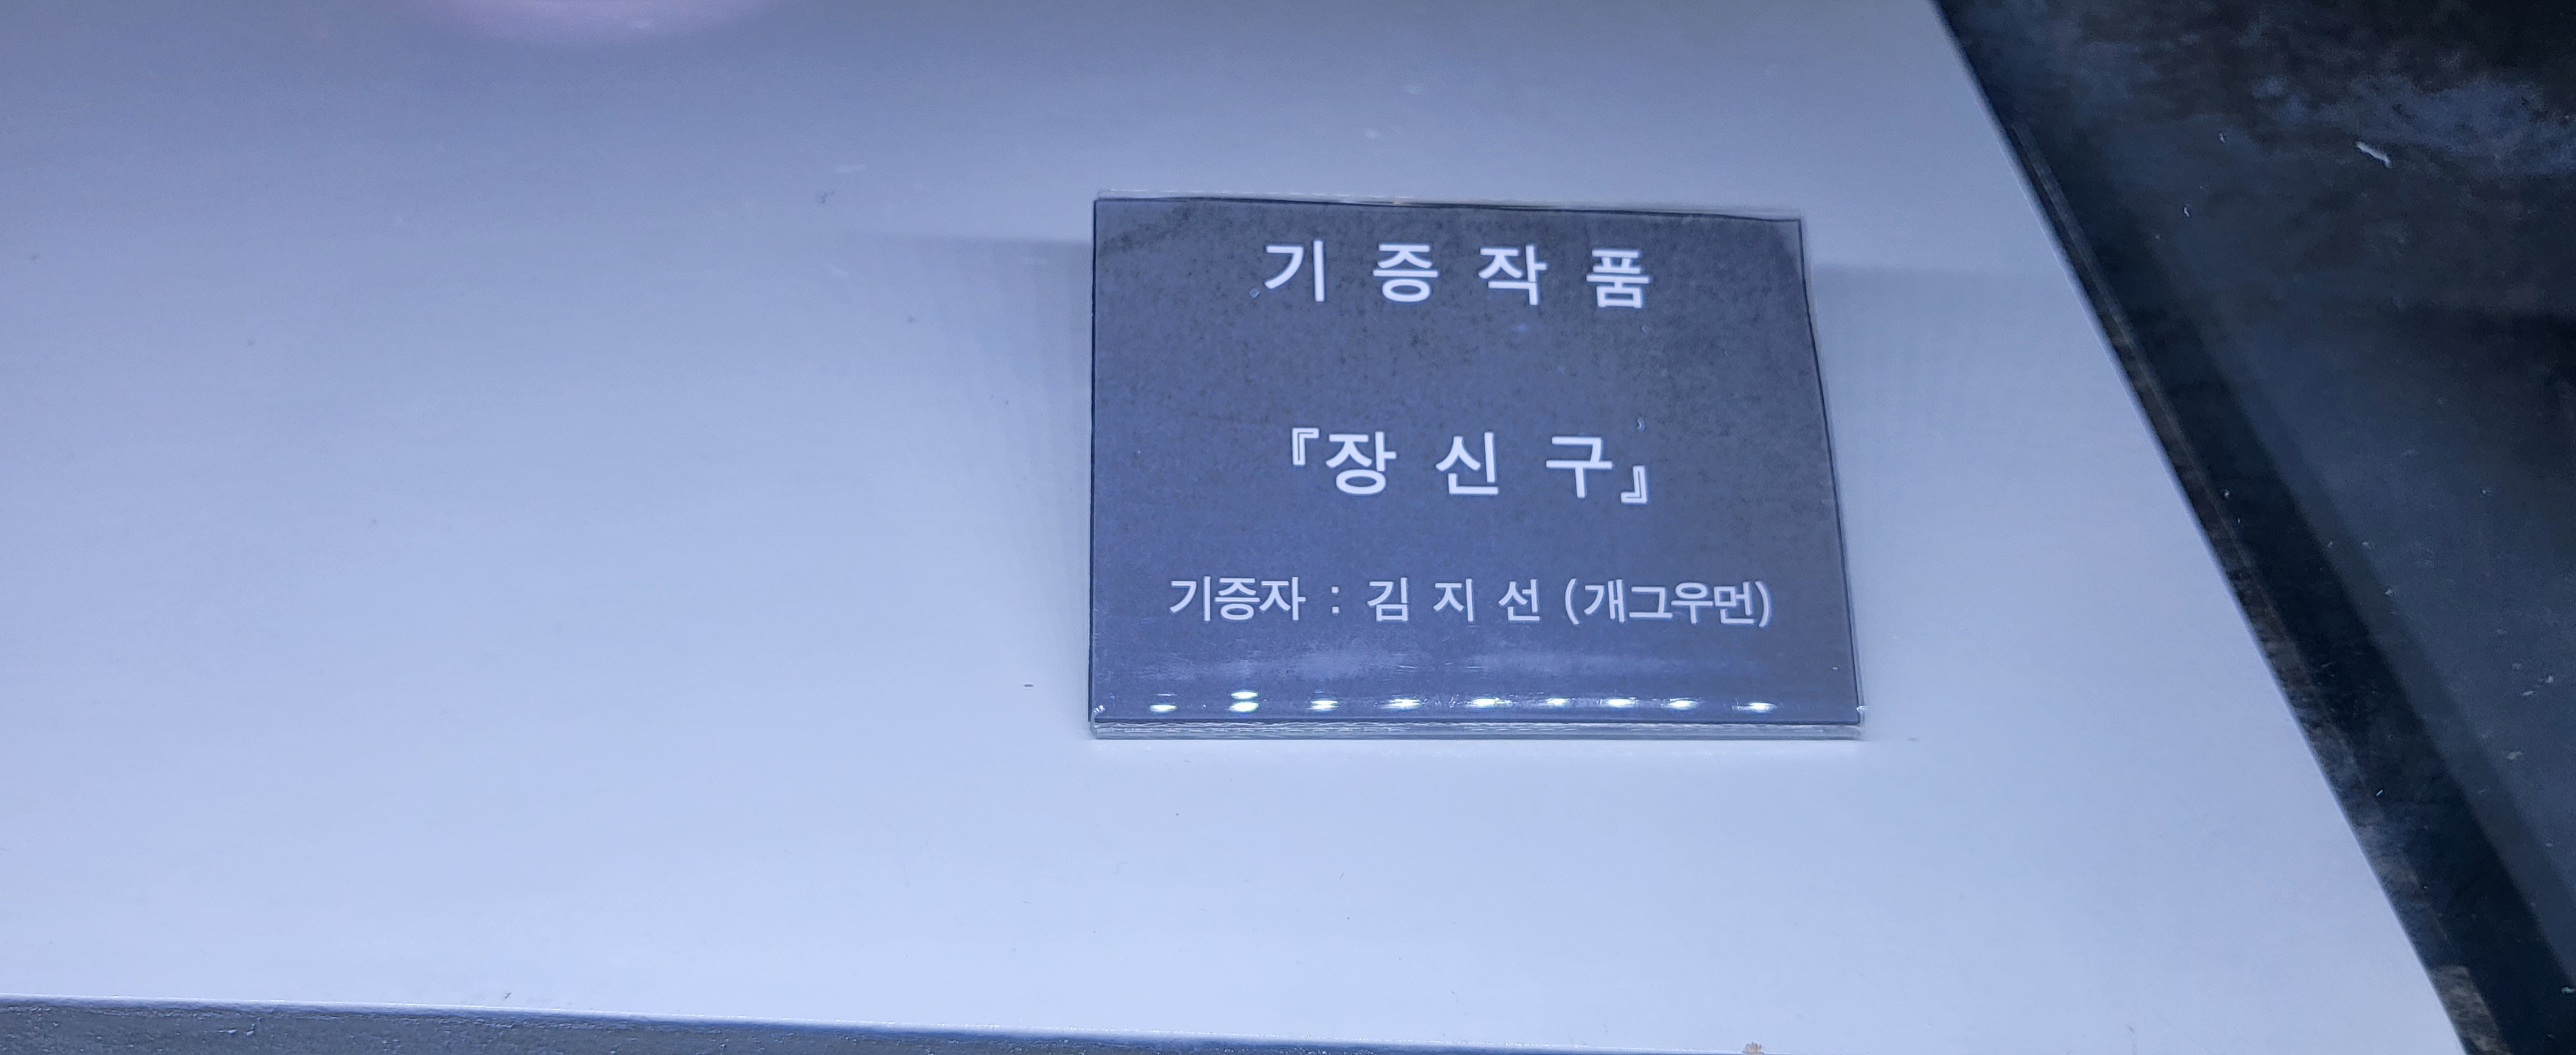 기 증 작 품
『장 신 구』
기증자 : 김 지 선 (개그우먼)